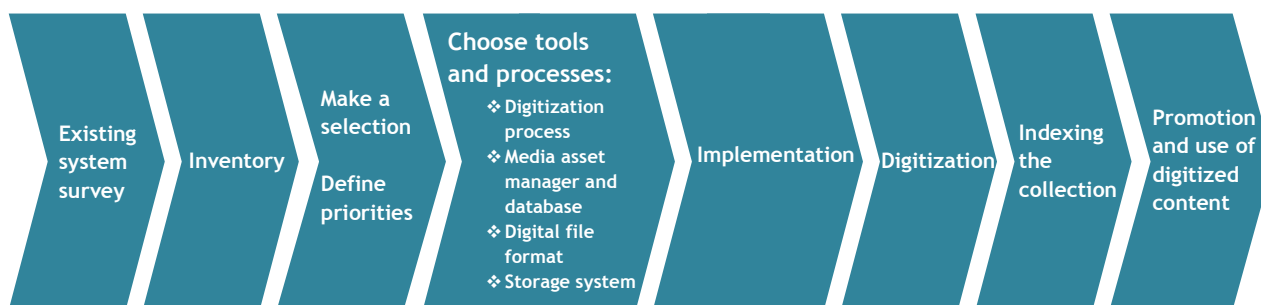 Existing
system
survey
Inventory
Make a
selection
Define
priorities
Choose tools
and processes:
❖ Digitization
process
❖ Media asset
manager and
database
❖ Digital file
format
❖ Storage system
Implementation
Digitization
Indexing
the
collection
Promotion
and use of
digitized
content